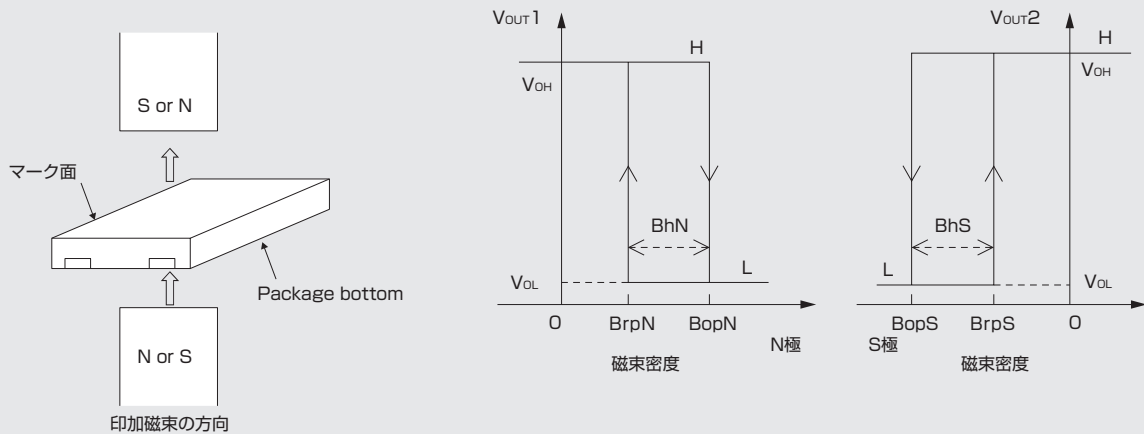 S or N
マーク面
Package bottom
N or S
印加磁束の方向
VOUT1
H
VOH
BhN
L
VOL
O
BrpN
BopN
N極
磁束密度
VOUT2
H
VOH
BhS
L
VOL
BopS
BrpS
O
S極
磁束密度